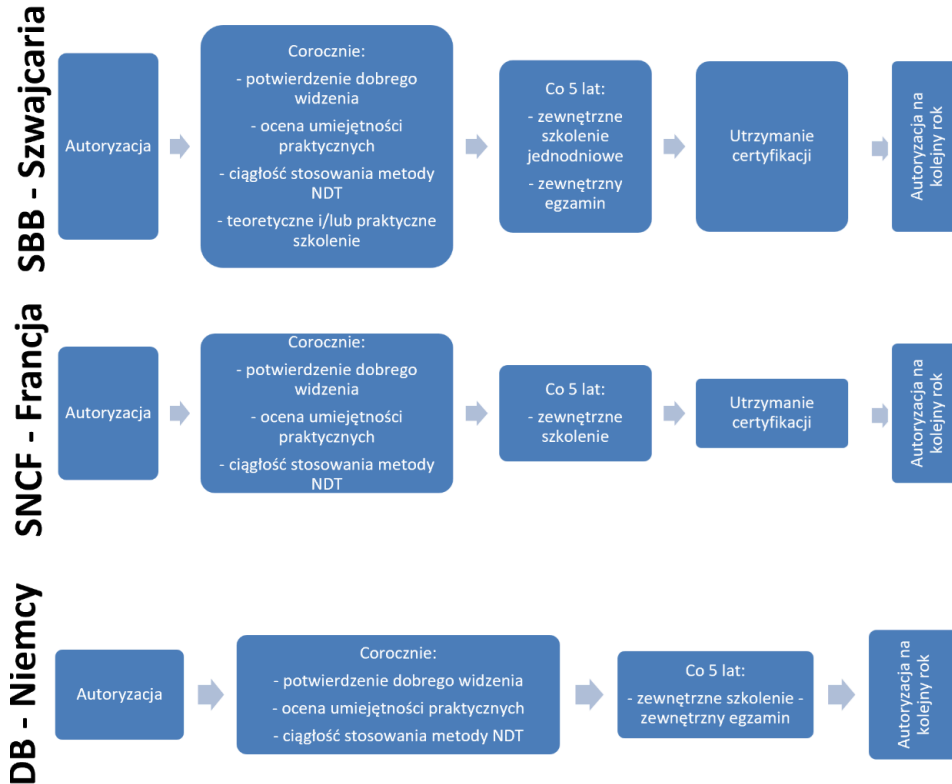 SBB - Szwajcaria
Autoryzacja
Corocznie:
- potwierdzenie dobrego
widzenia
- ocena umiejętności
praktycznych
- ciągłość stosowania metody
NDT
- teoretyczne i/lub praktyczne
szkolenie
Co 5 lat:
- zewnętrzne
szkolenie
jednodniowe
- zewnętrzny
egzamin
Utrzymanie
certyfikacji
Autoryzacja na
kolejny rok
SNCF - Francja
Autoryzacja
Corocznie:
- potwierdzenie dobrego
widzenia
- ocena umiejętności
praktycznych
- ciągłość stosowania metody
NDT
Co 5 lat:
- zewnętrzne
szkolenie
Utrzymanie
certyfikacji
Autoryzacja na
kolejny rok
DB - Niemcy
Autoryzacja
Corocznie:
- potwierdzenie dobrego widzenia
- ocena umiejętności praktycznych
- ciągłość stosowania metody NDT
Co 5 lat:
- zewnętrzne szkolenie -
zewnętrzny egzamin
Autoryzacja na
kolejny rok